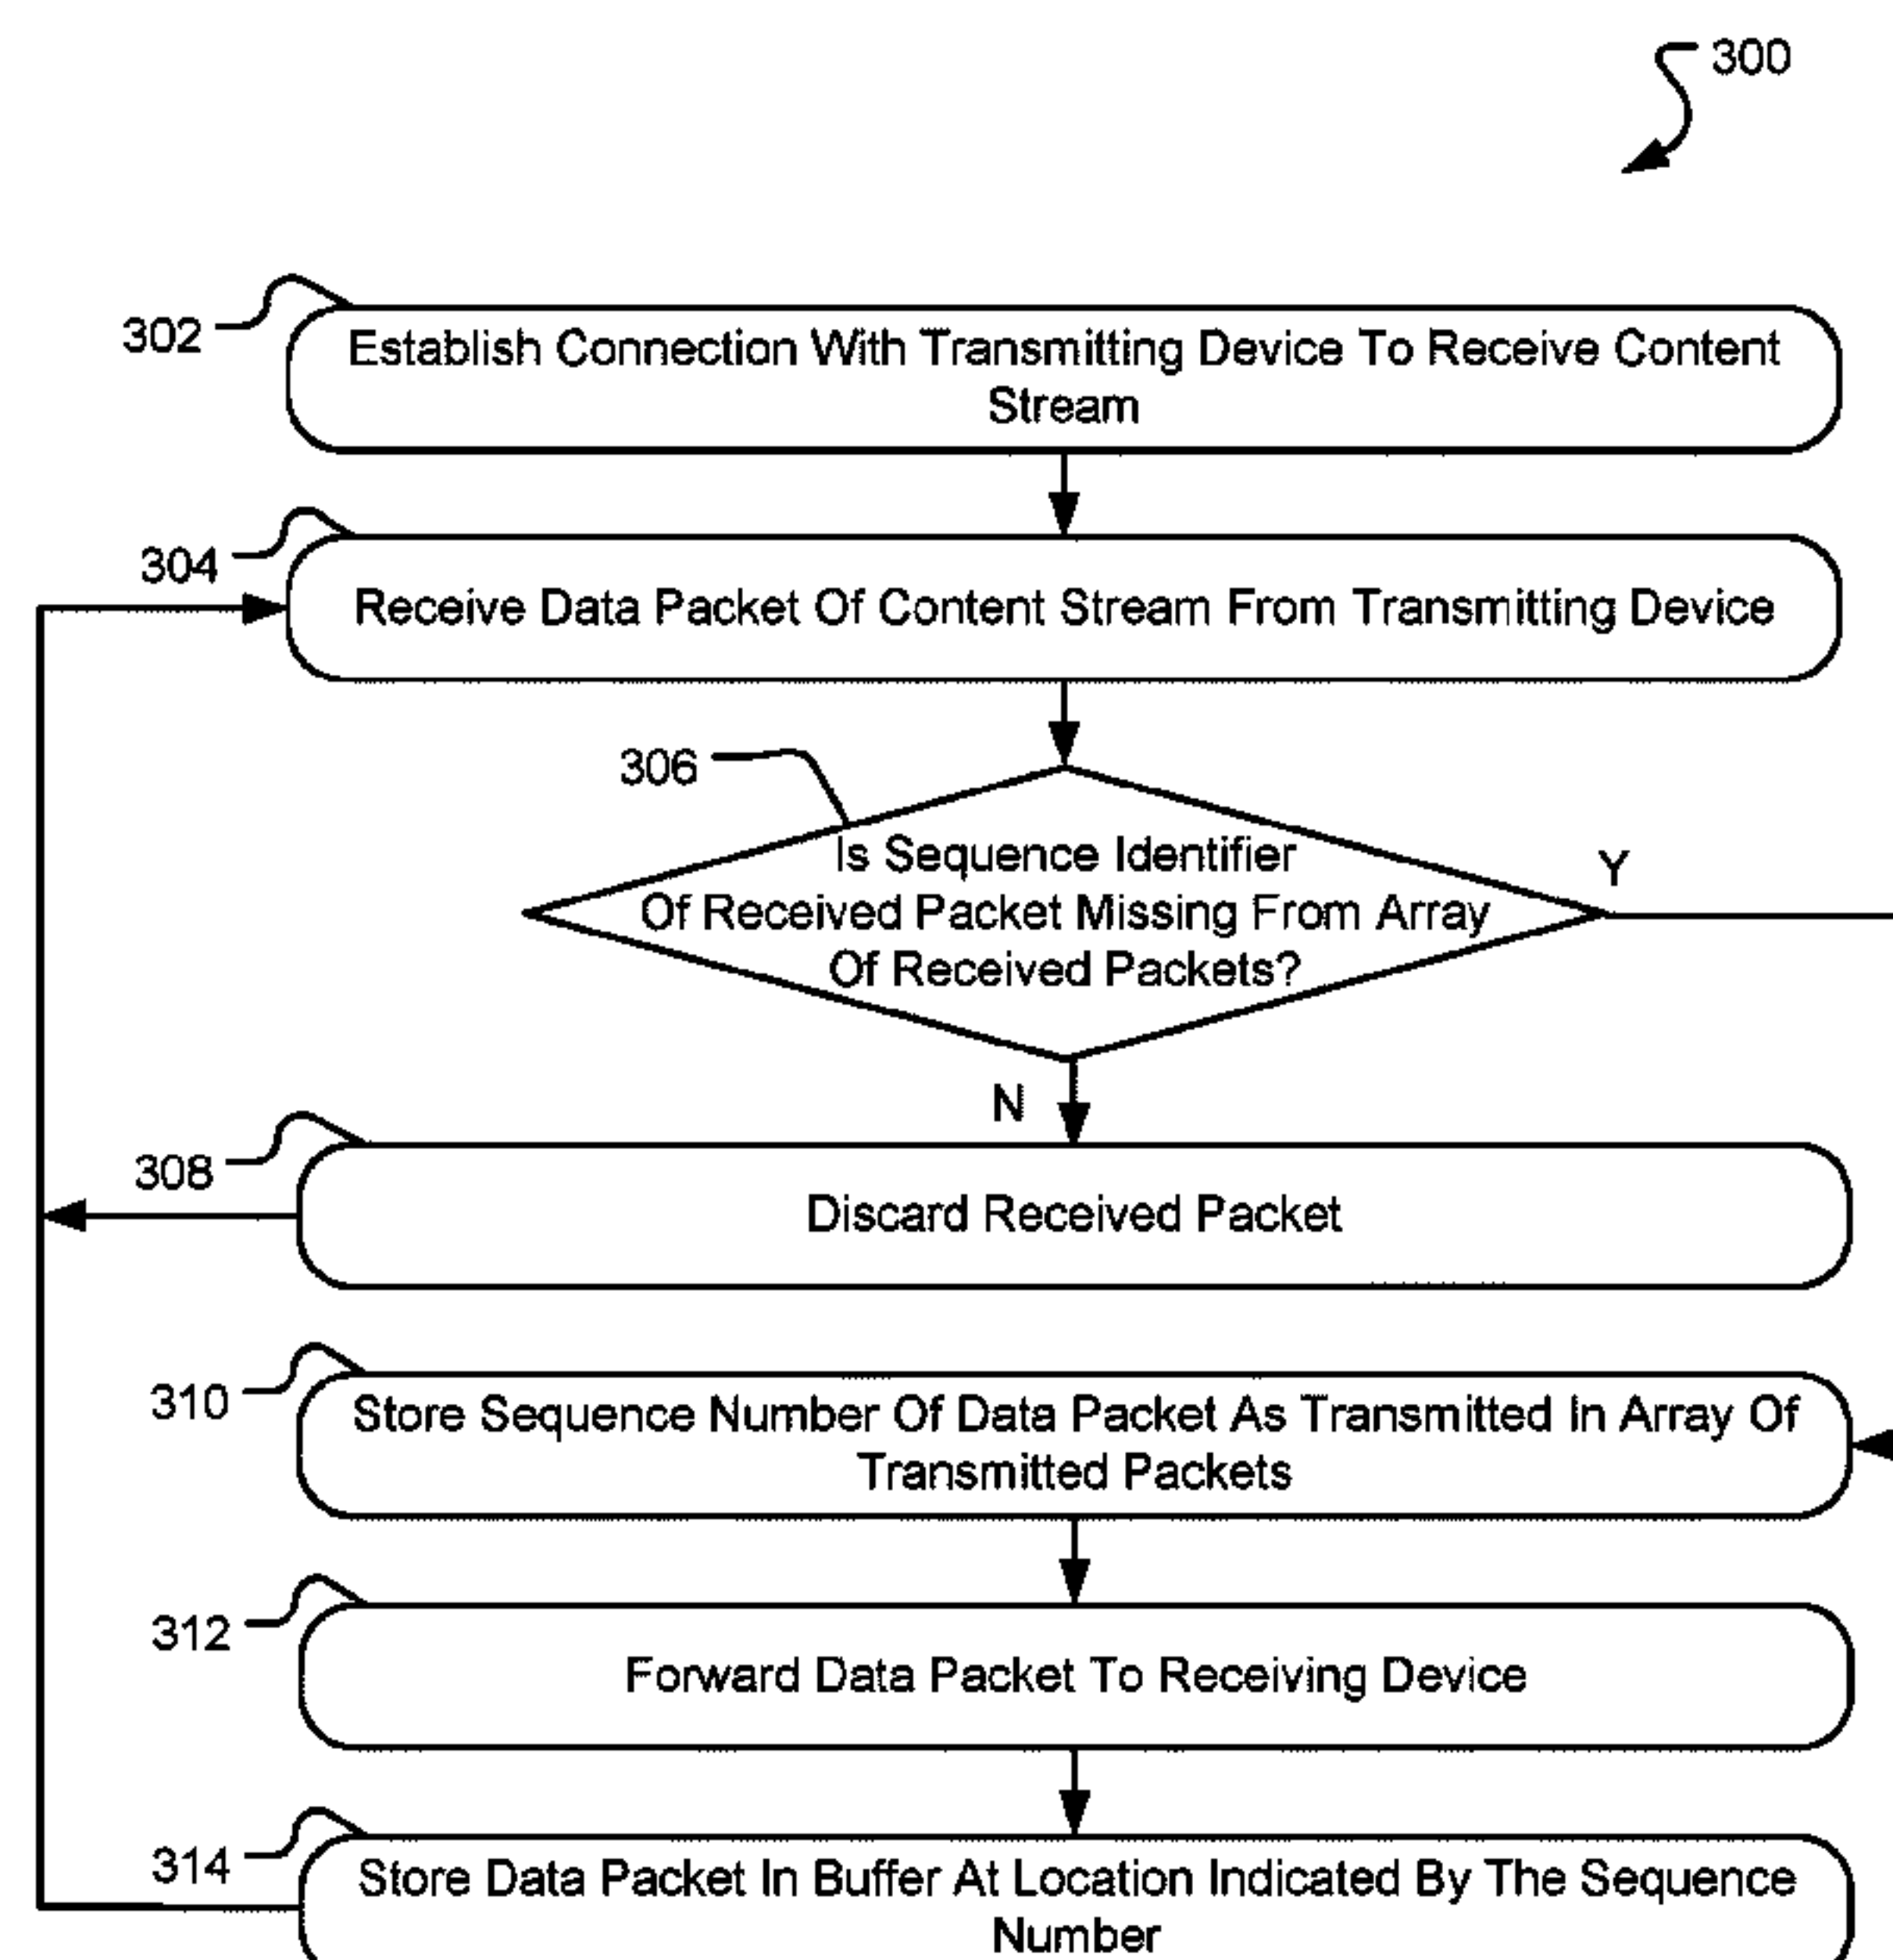 300
302
Establish Connection With Transmitting Device To Receive Content
Stream
304
Receive Data Packet Of Content Stream From Transmitting Device
306
Is Sequence Identifier
Of Received Packet Missing From Array
Of Received Packets?
Y
N
308
Discard Received Packet
310
Store Sequence Number Of Data Packet As Transmitted In Array Of
Transmitted Packets
312
Forward Data Packet To Receiving Device
314
Store Data Packet In Buffer At Location Indicated By The Sequence
Number